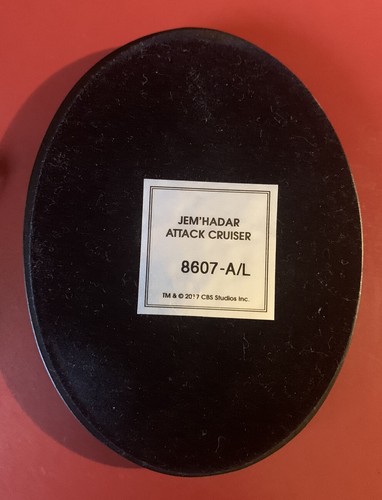 JEM'HADAR
ATTACK CRUISER
8607-A/L
TM & © 2017 CBS Studios Inc.